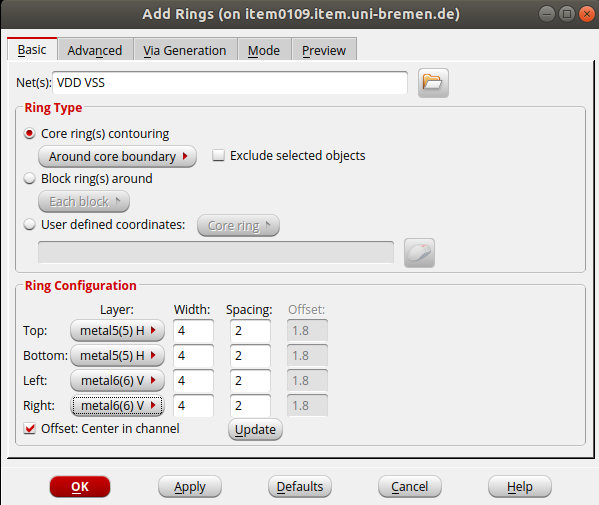 Add Rings (on item0109.item.uni-bremen.de)
Basic Advanced Via Generation Mode Preview
Net(s): VDD VSS
Ring Type
Core ring(s) contouring
Around core boundary Exclude selected objects
Block ring(s) around
Each block
User defined coordinates: Core ring
Ring Configuration
Layer: Width: Spacing: Offset:
Top: metal5(5) H 4 2 1.8
Bottom: metal5(5) H 4 2 1.8
Left: metal6(6) V 4 2 1.8
Right: metal6(6) V 4 2 1.8
Offset: Center in channel Update
OK Apply Defaults Cancel Help